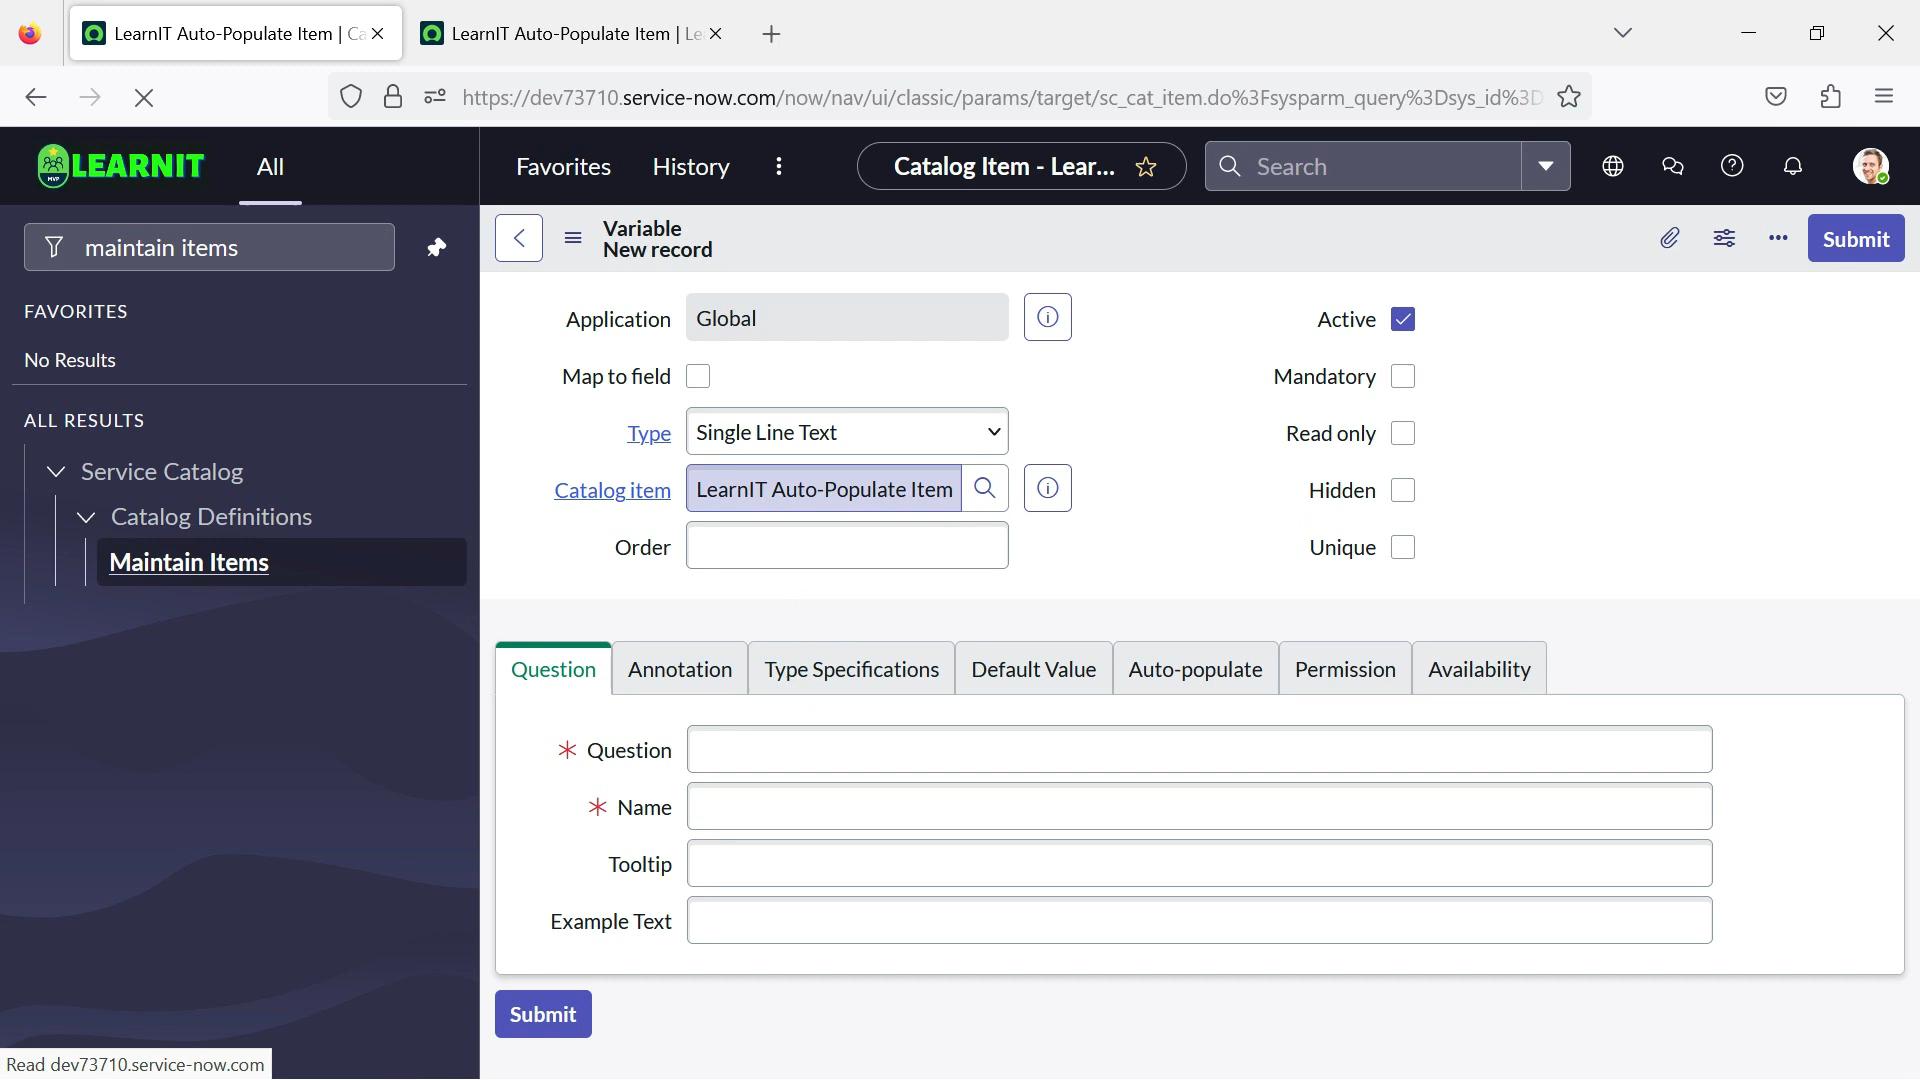 LearnIT Auto-Populate Item | Ca
LearnIT Auto-Populate Item | Le
https://dev73710.service-now.com/now/nav/ui/classic/params/target/sc_cat_item.do%3Fsysparm_query%3Dsys_id%3D
MVP LEARNIT
All
Favorites
History
Catalog Item - Lear...
Search
maintain items
FAVORITES
No Results
ALL RESULTS
Service Catalog
Catalog Definitions
Maintain Items
Variable
New record
Submit
Application
Global
Active
Map to field
Mandatory
Type
Single Line Text
Read only
Catalog item
LearnIT Auto-Populate Item
Hidden
Order
Unique
Question
Annotation
Type Specifications
Default Value
Auto-populate
Permission
Availability
* Question
* Name
Tooltip
Example Text
Submit
Read dev73710.service-now.com